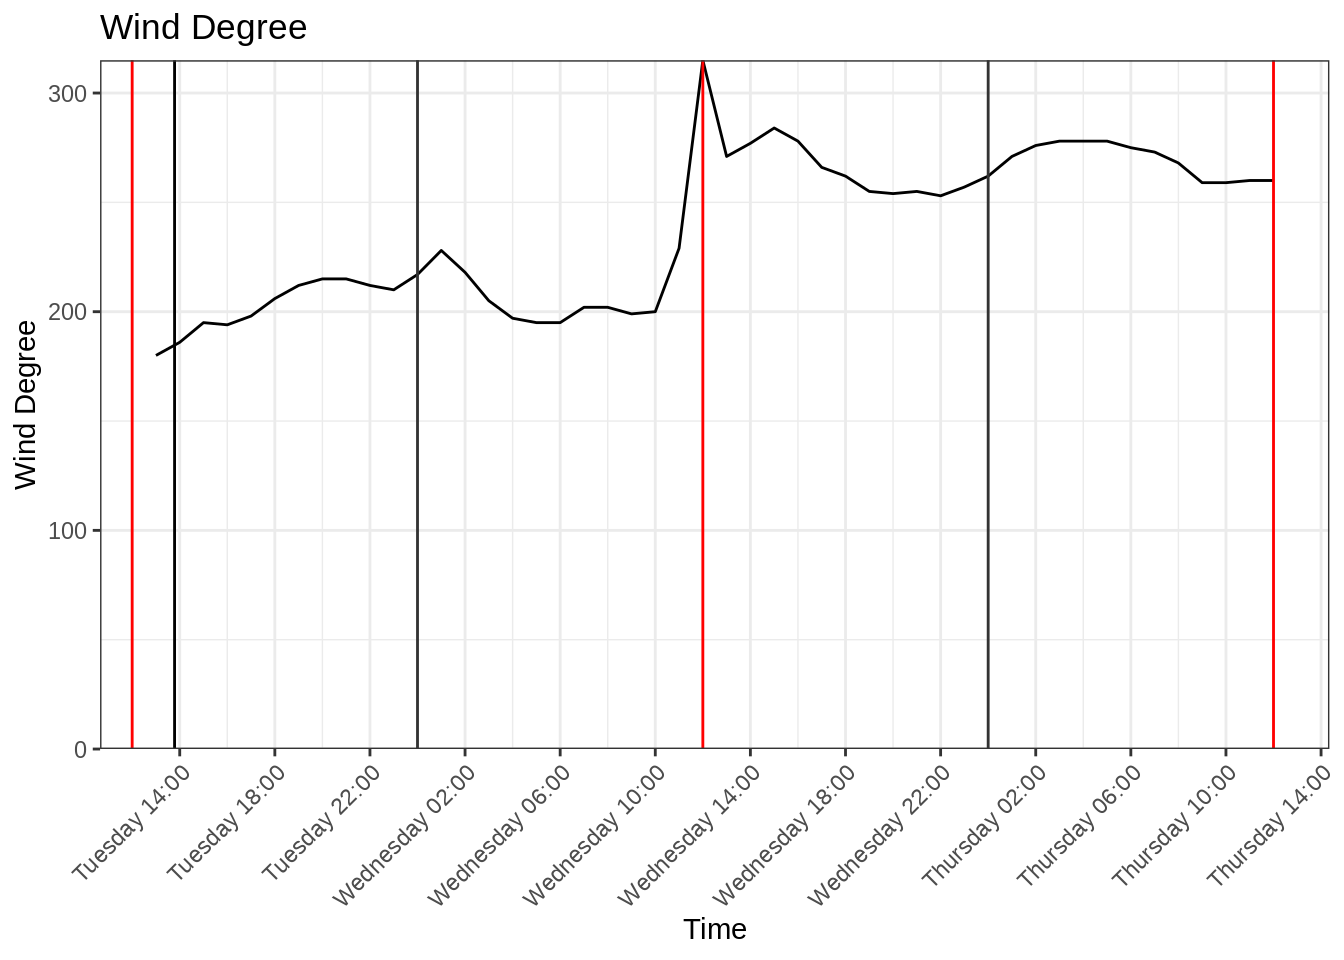 Wind Degree
Wind Degree
300
200
100
0
Tuesday 14:00
Tuesday 18:00
Tuesday 22:00
Wednesday 02:00
Wednesday 06:00
Wednesday 10:00
Wednesday 14:00
Wednesday 18:00
Wednesday 22:00
Thursday 02:00
Thursday 06:00
Thursday 10:00
Thursday 14:00
Time